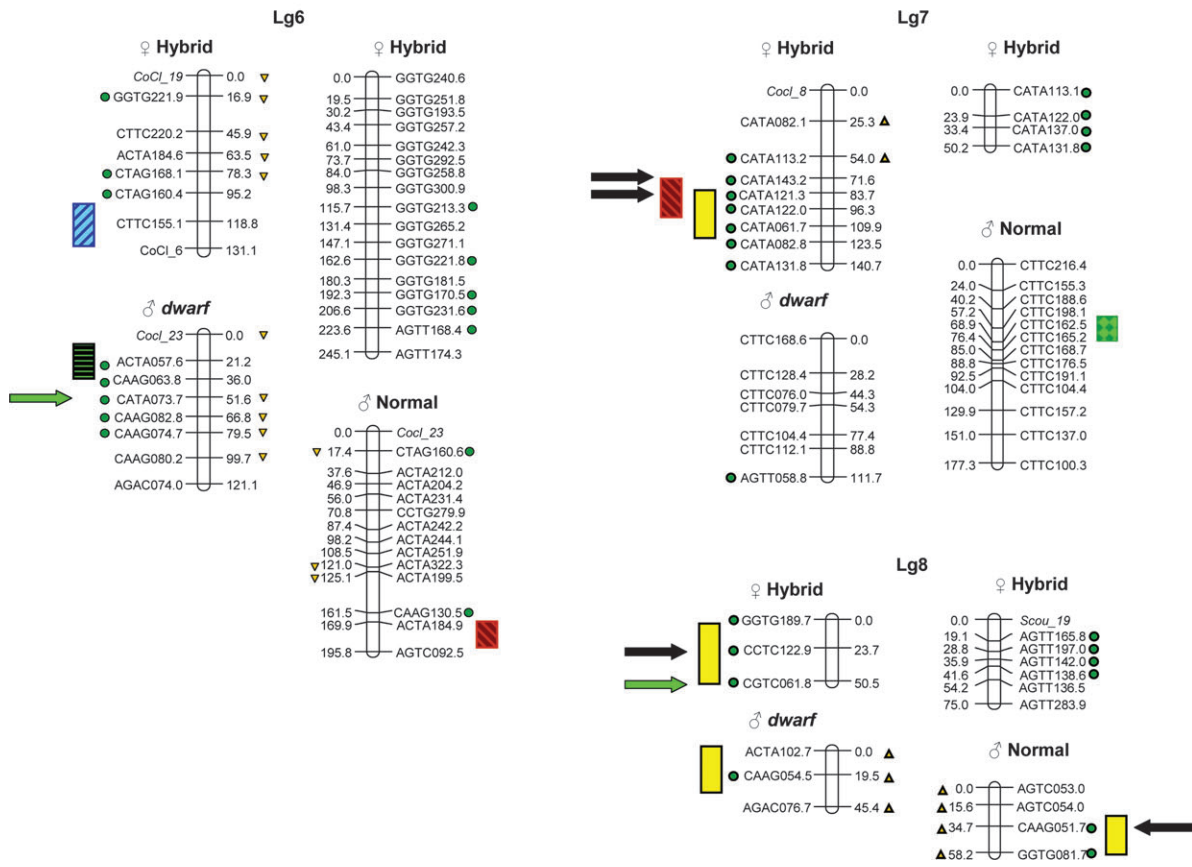 Lg6
♀ Hybrid
CoCl_19 0.0
GGTG221.9 16.9
CTTC220.2 45.9
ACTA184.6 63.5
CTAG168.1 78.3
CTAG160.4 95.2
CTTC155.1 118.8
CoCl_6 131.1
♂ dwarf
Cocl_23 0.0
ACTA057.6 21.2
CAAG063.8 36.0
CATA073.7 51.6
CAAG082.8 66.8
CAAG074.7 79.5
CAAG080.2 99.7
AGAC074.0 121.1
♀ Hybrid
0.0 GGTG240.6
19.5 GGTG251.8
30.2 GGTG193.5
43.4 GGTG257.2
61.0 GGTG242.3
73.7 GGTG292.5
84.0 GGTG258.8
98.3 GGTG300.9
115.7 GGTG213.3
131.4 GGTG265.2
147.1 GGTG271.1
162.6 GGTG221.8
180.3 GGTG181.5
192.3 GGTG170.5
206.6 GGTG231.6
223.6 AGTT168.4
245.1 AGTT174.3
♂ Normal
0.0 Cocl_23
17.4 CTAG160.6
37.6 ACTA212.0
46.9 ACTA204.2
56.0 ACTA231.4
70.8 CCTG279.9
87.4 ACTA242.2
98.2 ACTA244.1
108.5 ACTA251.9
121.0 ACTA322.3
125.1 ACTA199.5
161.5 CAAG130.5
169.9 ACTA184.9
195.8 AGTC092.5
Lg7
♀ Hybrid
Cocl_8 0.0
CATA082.1 25.3
CATA113.2 54.0
CATA143.2 71.6
CATA121.3 83.7
CATA122.0 96.3
CATA061.7 109.9
CATA082.8 123.5
CATA131.8 140.7
♂ dwarf
CTTC168.6 0.0
CTTC128.4 28.2
CTTC076.0 44.3
CTTC079.7 54.3
CTTC104.4 77.4
CTTC112.1 88.8
AGTT058.8 111.7
♀ Hybrid
0.0 CATA113.1
23.9 CATA122.0
33.4 CATA137.0
50.2 CATA131.8
♂ Normal
0.0 CTTC216.4
24.0 CTTC155.3
40.2 CTTC188.6
57.2 CTTC198.1
68.9 CTTC162.5
76.4 CTTC165.2
85.0 CTTC168.7
88.8 CTTC176.5
92.5 CTTC191.1
104.0 CTTC104.4
129.9 CTTC157.2
151.0 CTTC137.0
177.3 CTTC100.3
Lg8
♀ Hybrid
GGTG189.7 0.0
CCTC122.9 23.7
CGTC061.8 50.5
♂ dwarf
ACTA102.7 0.0
CAAG054.5 19.5
AGAC076.7 45.4
♀ Hybrid
0.0 Scou_19
19.1 AGTT165.8
28.8 AGTT197.0
35.9 AGTT142.0
41.6 AGTT138.6
54.2 AGTT136.5
75.0 AGTT283.9
♂ Normal
0.0 AGTC053.0
15.6 AGTC054.0
34.7 CAAG051.7
58.2 GGTG081.7